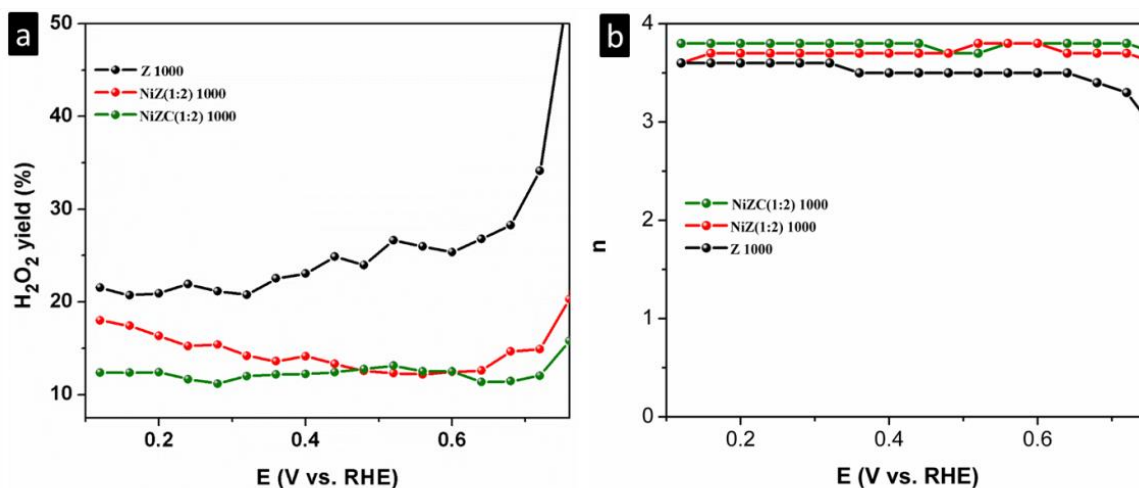 a
50
40
30
20
10
H₂O₂ yield (%)
Z 1000
NiZ(1:2) 1000
NiZC(1:2) 1000
0.2 0.4 0.6
E (V vs. RHE)
b
4
3
2
1
0
n
NiZC(1:2) 1000
NiZ(1:2) 1000
Z 1000
0.2 0.4 0.6
E (V vs. RHE)